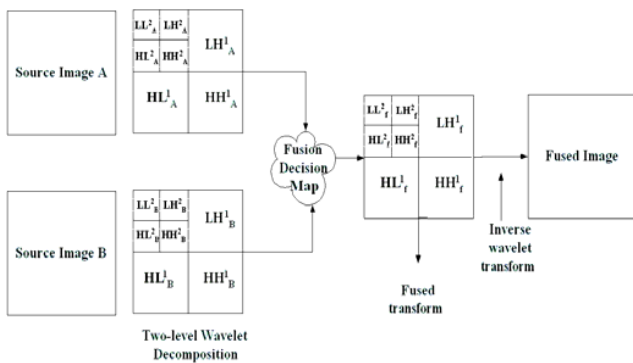 Source Image A
LL²A LH²A
HL²A HH²A
LH¹A
HL¹A
HH¹A
Source Image B
LL²B LH²B
HL²B HH²B
LH¹B
HL¹B
HH¹B
Two-level Wavelet
Decomposition
Fusion
Decision
Map
LL²f LH²f
HL²f HH²f
LH¹f
HL¹f
HH¹f
Fused
transform
Inverse
wavelet
transform
Fused Image